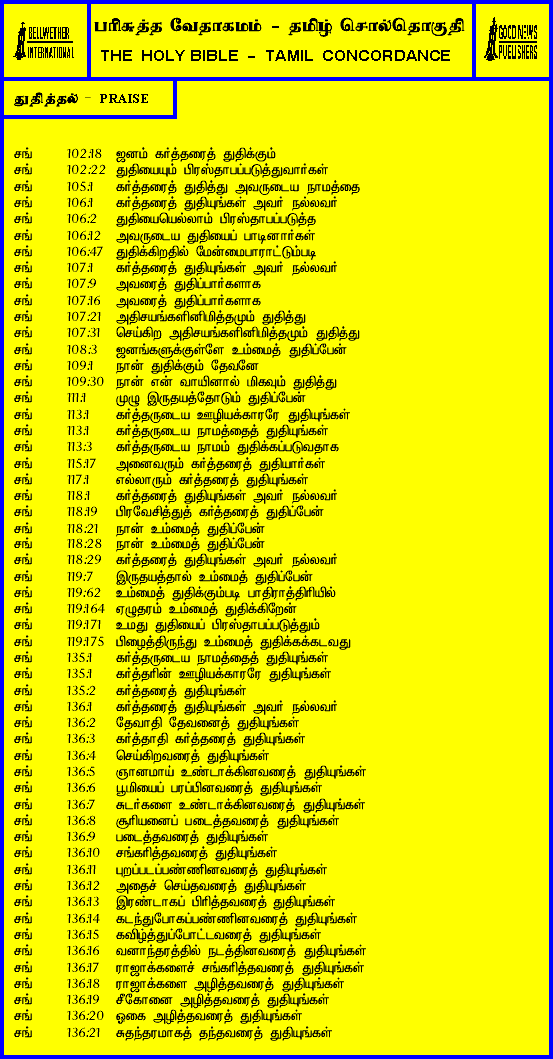 BELLWETHER
INTERNATIONAL
பரிசுத்த வேதாகமம் - தமிழ் சொல்தொகுதி
THE HOLY BIBLE - TAMIL CONCORDANCE
GOOD NEWS
PUBLISHERS
துதித்தல் - PRAISE
சங் 102:18 ஜனம் கர்த்தரைத் துதிக்கும்
சங் 102:22 துதியையும் பிரஸ்தாபப்படுத்துவார்கள்
சங் 105:1 கர்த்தரைத் துதித்து அவருடைய நாமத்தை
சங் 106:1 கர்த்தரைத் துதியுங்கள் அவர் நல்லவர்
சங் 106:2 துதியையெல்லாம் பிரஸ்தாபப்படுத்த
சங் 106:12 அவருடைய துதியைப் பாடினார்கள்
சங் 106:47 துதிக்கிறதில் மேன்மைபாராட்டும்படி
சங் 107:1 கர்த்தரைத் துதியுங்கள் அவர் நல்லவர்
சங் 107:9 அவரைத் துதிப்பார்களாக
சங் 107:16 அவரைத் துதிப்பார்களாக
சங் 107:21 அதிசயங்களினிமித்தமும் துதித்து
சங் 107:31 செய்கிற அதிசயங்களினிமித்தமும் துதித்து
சங் 108:3 ஜனங்களுக்குள்ளே உம்மைத் துதிப்பேன்
சங் 109:1 நான் துதிக்கும் தேவனே
சங் 109:30 நான் என் வாயினால் மிகவும் துதித்து
சங் 111:1 முழு இருதயத்தோடும் துதிப்பேன்
சங் 113:1 கர்த்தருடைய ஊழியக்காரரே துதியுங்கள்
சங் 113:1 கர்த்தருடைய நாமத்தைத் துதியுங்கள்
சங் 113:3 கர்த்தருடைய நாமம் துதிக்கப்படுவதாக
சங் 115:17 அனைவரும் கர்த்தரைத் துதியார்கள்
சங் 117:1 எல்லாரும் கர்த்தரைத் துதியுங்கள்
சங் 118:1 கர்த்தரைத் துதியுங்கள் அவர் நல்லவர்
சங் 118:19 பிரவேசித்துத் கர்த்தரைத் துதிப்பேன்
சங் 118:21 நான் உம்மைத் துதிப்பேன்
சங் 118:28 நான் உம்மைத் துதிப்பேன்
சங் 118:29 கர்த்தரைத் துதியுங்கள் அவர் நல்லவர்
சங் 119:7 இருதயத்தால் உம்மைத் துதிப்பேன்
சங் 119:62 உம்மைத் துதிக்கும்படி பாதிராத்திரியில்
சங் 119:164 ஏழுதரம் உம்மைத் துதிக்கிறேன்
சங் 119:171 உமது துதியைப் பிரஸ்தாபப்படுத்தும்
சங் 119:175 பிழைத்திருந்து உம்மைத் துதிக்கக்கடவது
சங் 135:1 கர்த்தருடைய நாமத்தைத் துதியுங்கள்
சங் 135:1 கர்த்தரின் ஊழியக்காரரே துதியுங்கள்
சங் 135:2 கர்த்தரைத் துதியுங்கள்
சங் 136:1 கர்த்தரைத் துதியுங்கள் அவர் நல்லவர்
சங் 136:2 தேவாதி தேவனைத் துதியுங்கள்
சங் 136:3 கர்த்தாதி கர்த்தரைத் துதியுங்கள்
சங் 136:4 செய்கிறவரைத் துதியுங்கள்
சங் 136:5 ஞானமாய் உண்டாக்கினவரைத் துதியுங்கள்
சங் 136:6 பூமியைப் பரப்பினவரைத் துதியுங்கள்
சங் 136:7 சுடர்களை உண்டாக்கினவரைத் துதியுங்கள்
சங் 136:8 சூரியனைப் படைத்தவரைத் துதியுங்கள்
சங் 136:9 படைத்தவரைத் துதியுங்கள்
சங் 136:10 சங்கரித்தவரைத் துதியுங்கள்
சங் 136:11 புறப்படப்பண்ணினவரைத் துதியுங்கள்
சங் 136:12 அதைச் செய்தவரைத் துதியுங்கள்
சங் 136:13 இரண்டாகப் பிரித்தவரைத் துதியுங்கள்
சங் 136:14 கடந்துபோகப்பண்ணினவரைத் துதியுங்கள்
சங் 136:15 கவிழ்த்துப்போட்டவரைத் துதியுங்கள்
சங் 136:16 வனாந்தரத்தில் நடத்தினவரைத் துதியுங்கள்
சங் 136:17 ராஜாக்களைச் சங்கரித்தவரைத் துதியுங்கள்
சங் 136:18 ராஜாக்களை அழித்தவரைத் துதியுங்கள்
சங் 136:19 சீகோனை அழித்தவரைத் துதியுங்கள்
சங் 136:20 ஓகை அழித்தவரைத் துதியுங்கள்
சங் 136:21 சுதந்தரமாகத் தந்தவரைத் துதியுங்கள்